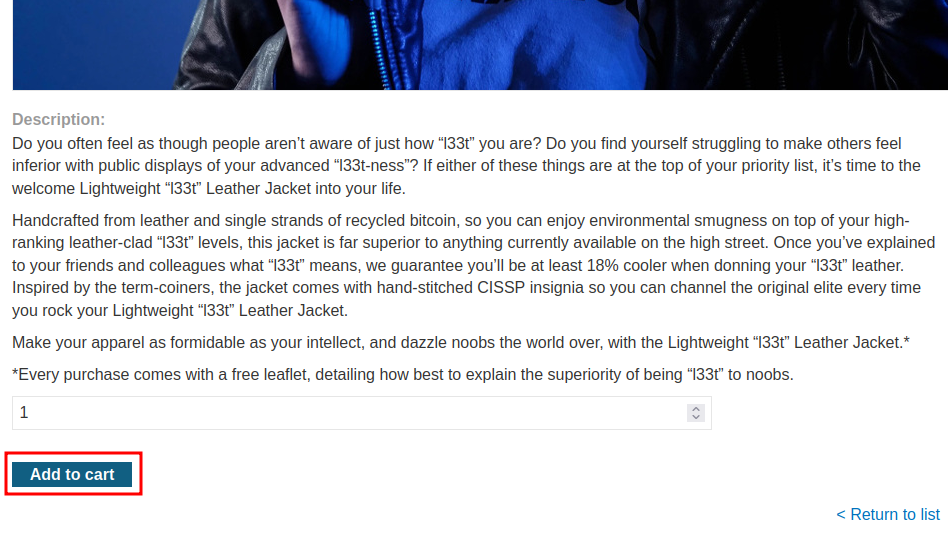 Description:
Do you often feel as though people aren’t aware of just how “l33t” you are? Do you find yourself struggling to make others feel
inferior with public displays of your advanced “l33t-ness”? If either of these things are at the top of your priority list, it’s time to the
welcome Lightweight “l33t” Leather Jacket into your life.
Handcrafted from leather and single strands of recycled bitcoin, so you can enjoy environmental smugness on top of your high-
ranking leather-clad “l33t” levels, this jacket is far superior to anything currently available on the high street. Once you’ve explained
to your friends and colleagues what “l33t” means, we guarantee you’ll be at least 18% cooler when donning your “l33t” leather.
Inspired by the term-coiners, the jacket comes with hand-stitched CISSP insignia so you can channel the original elite every time
you rock your Lightweight “l33t” Leather Jacket.
Make your apparel as formidable as your intellect, and dazzle noobs the world over, with the Lightweight “l33t” Leather Jacket.*
*Every purchase comes with a free leaflet, detailing how best to explain the superiority of being “l33t” to noobs.
1
Add to cart
< Return to list